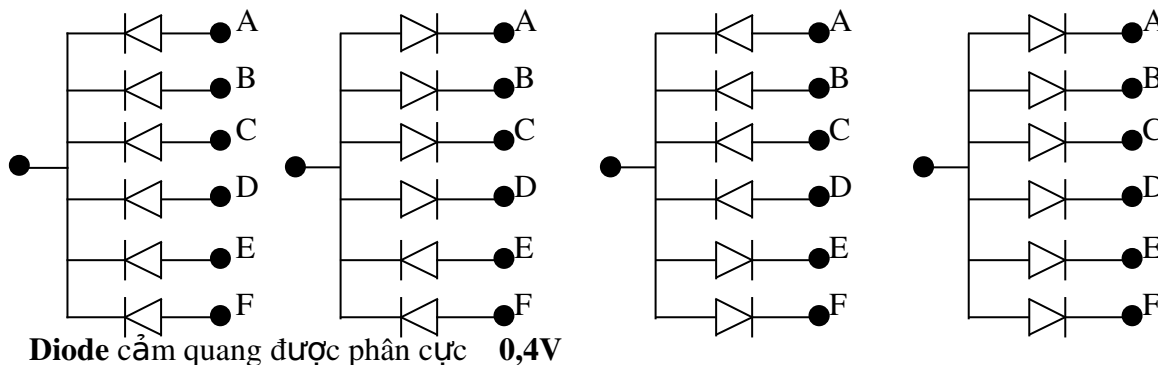 A A A A
B B B B
C C C C
D D D D
E E E E
F F F F
Diode cảm quang được phân cực 0,4V